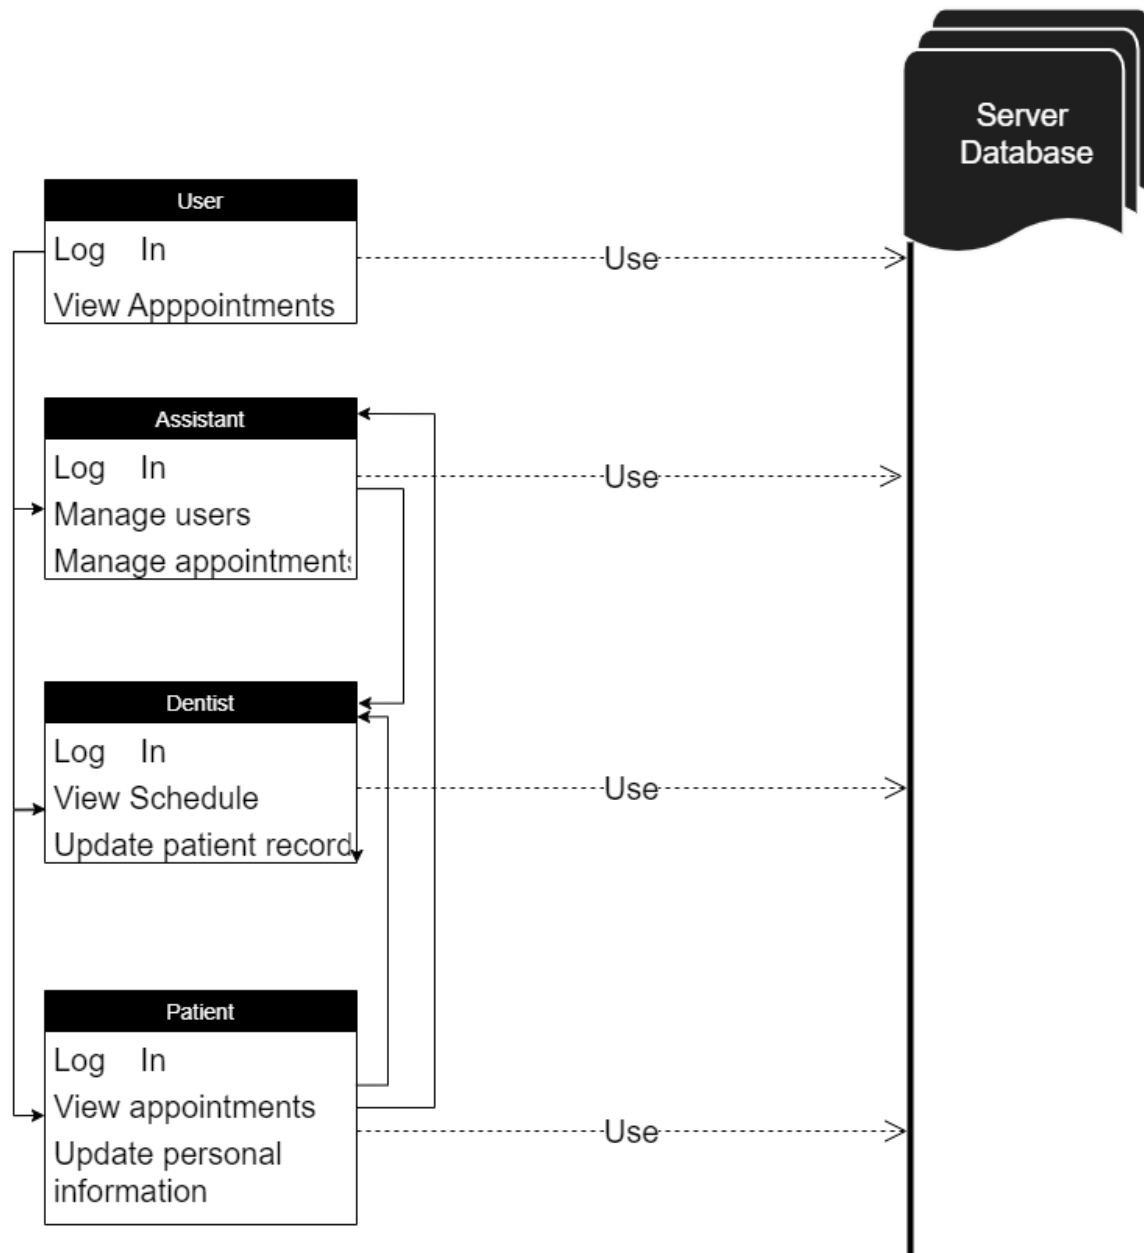 Server
Database
User
Log In
View Apppointments
Use
Assistant
Log In
Manage users
Manage appointments
Use
Dentist
Log In
View Schedule
Update patient record
Use
Patient
Log In
View appointments
Update personal
information
Use